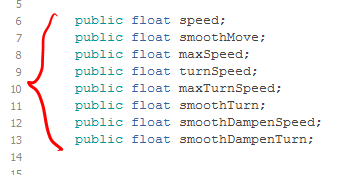 5
6 public float speed;
7 public float smoothMove;
8 public float maxSpeed;
9 public float turnSpeed;
10 public float maxTurnSpeed;
11 public float smoothTurn;
12 public float smoothDampenSpeed;
13 public float smoothDampenTurn;
14
15